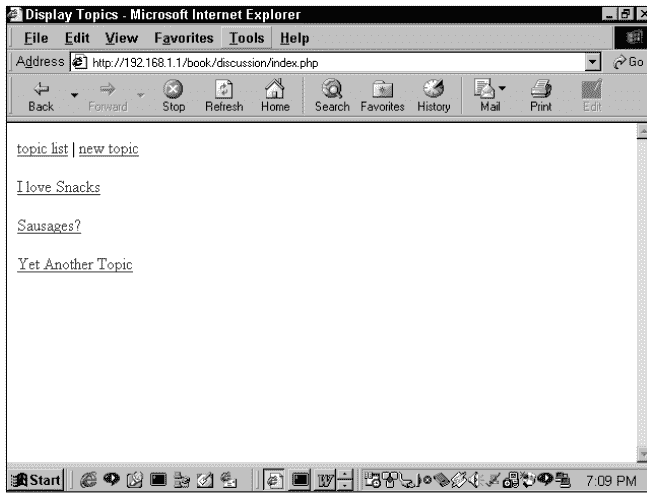 Display Topics - Microsoft Internet Explorer
File Edit View Favorites Tools Help
Address http://192.168.1.1/book/discussion/index.php Go
Back Forward Stop Refresh Home Search Favorites History Mail Print Edit
topic list | new topic
I love Snacks
Sausages?
Yet Another Topic
Start 7:09 PM